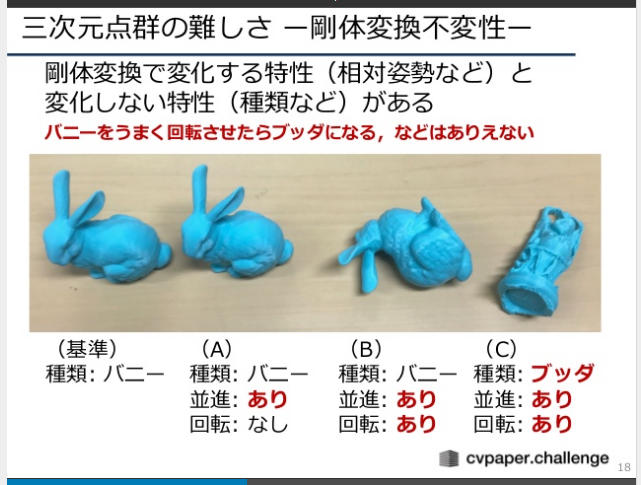 三次元点群の難しさ ー剛体変換不変性ー
剛体変換で変化する特性（相対姿勢など）と
変化しない特性（種類など）がある
バニーをうまく回転させたらブッダになる，などはありえない
（基準）
種類: バニー
（A）
種類: バニー
並進: あり
回転: なし
（B）
種類: バニー
並進: あり
回転: あり
（C）
種類: ブッダ
並進: あり
回転: あり
cvpaper.challenge
18